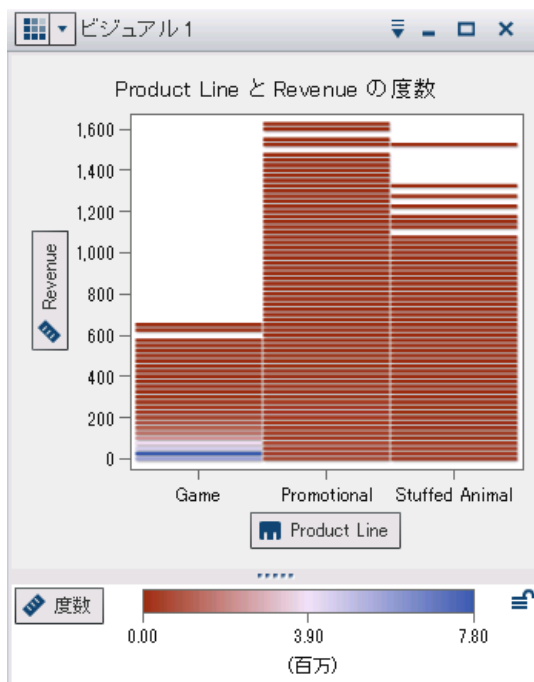 ビジュアル 1
Product Line と Revenue の度数
1,600
1,400
1,200
1,000
800
600
400
200
0
Revenue
Game
Promotional
Stuffed Animal
Product Line
度数
0.00
3.90
7.80
(百万)